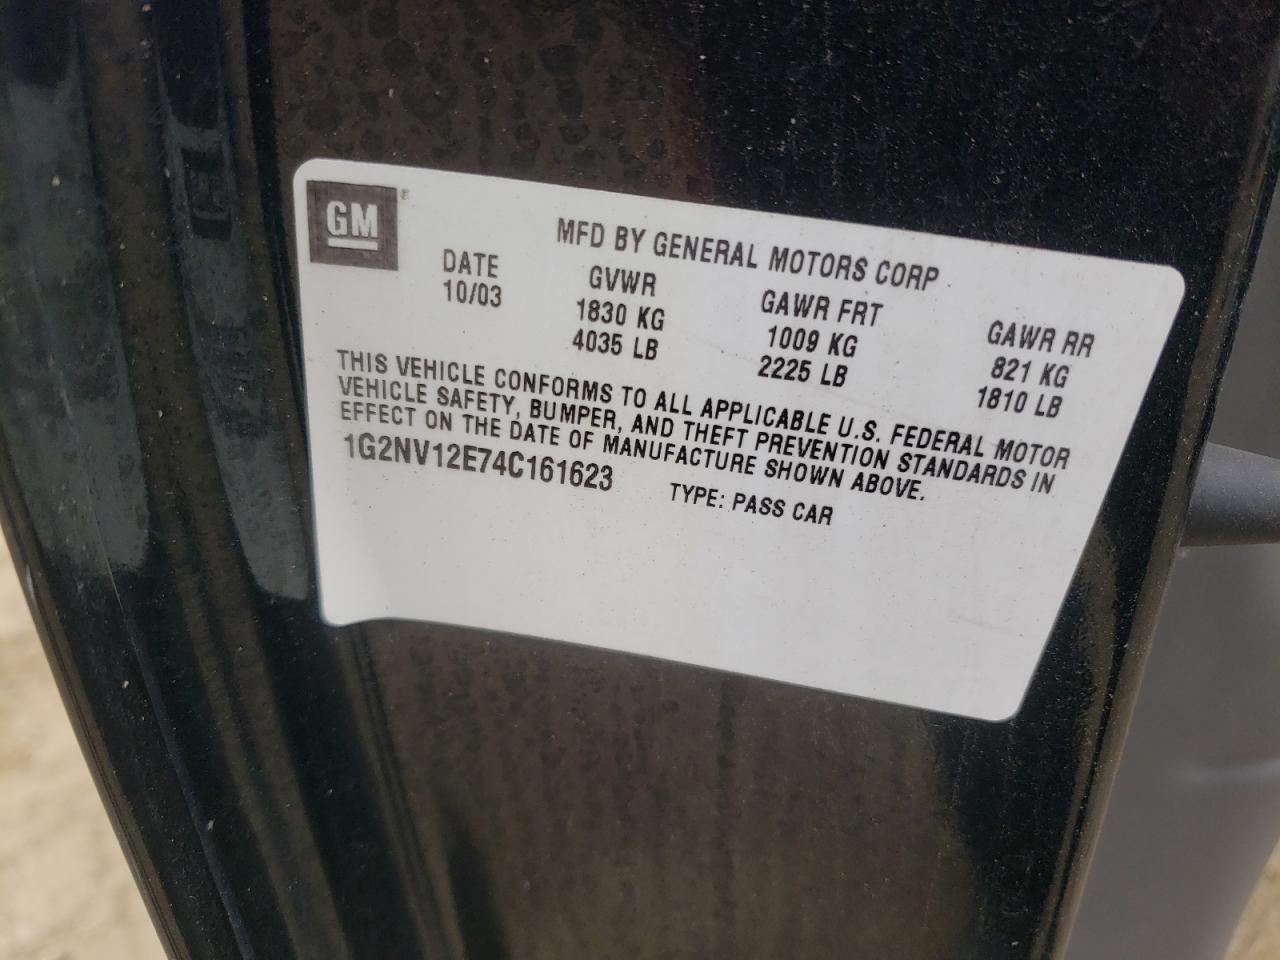 GM®
MFD BY GENERAL MOTORS CORP
DATE GVWR GAWR FRT GAWR RR
10/03 1830 KG 1009 KG 821 KG
4035 LB 2225 LB 1810 LB
THIS VEHICLE CONFORMS TO ALL APPLICABLE U.S. FEDERAL MOTOR
VEHICLE SAFETY, BUMPER, AND THEFT PREVENTION STANDARDS IN
EFFECT ON THE DATE OF MANUFACTURE SHOWN ABOVE.
1G2NV12E74C161623 TYPE: PASS CAR